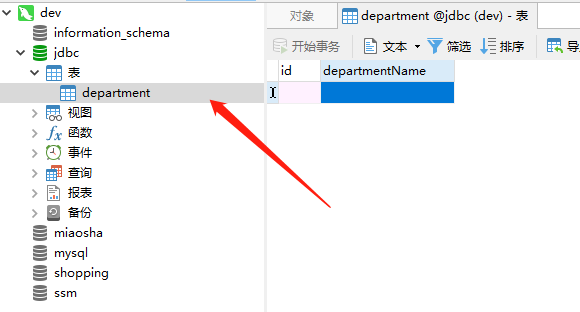 dev
information_schema
jdbc
表
department
视图
fx 函数
事件
查询
报表
备份
miaosha
mysql
shopping
ssm
对象
department @jdbc (dev) - 表
开始事务 文本 筛选 排序 导
id departmentName